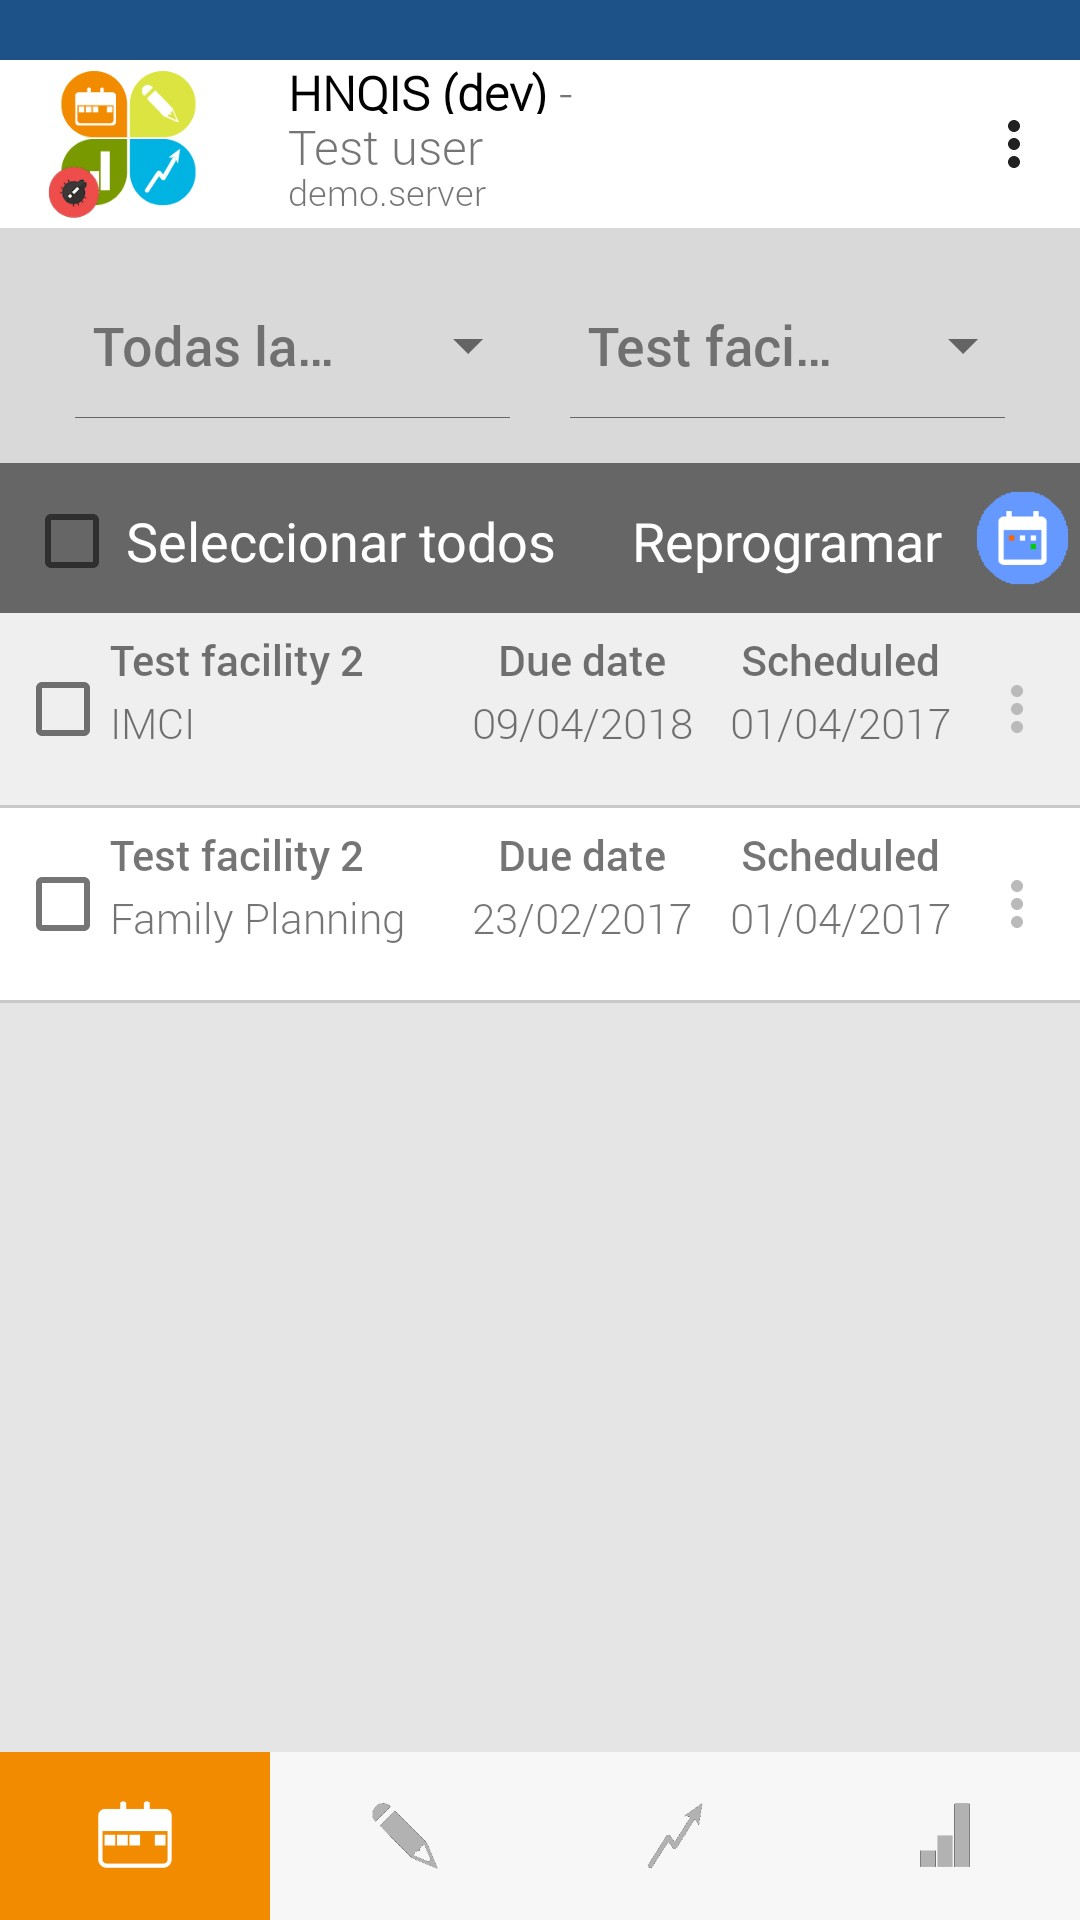 HNQIS (dev) -
Test user
demo.server
Todas la... Test faci...
Seleccionar todos Reprogramar
Test facility 2 Due date Scheduled
IMCI 09/04/2018 01/04/2017
Test facility 2 Due date Scheduled
Family Planning 23/02/2017 01/04/2017